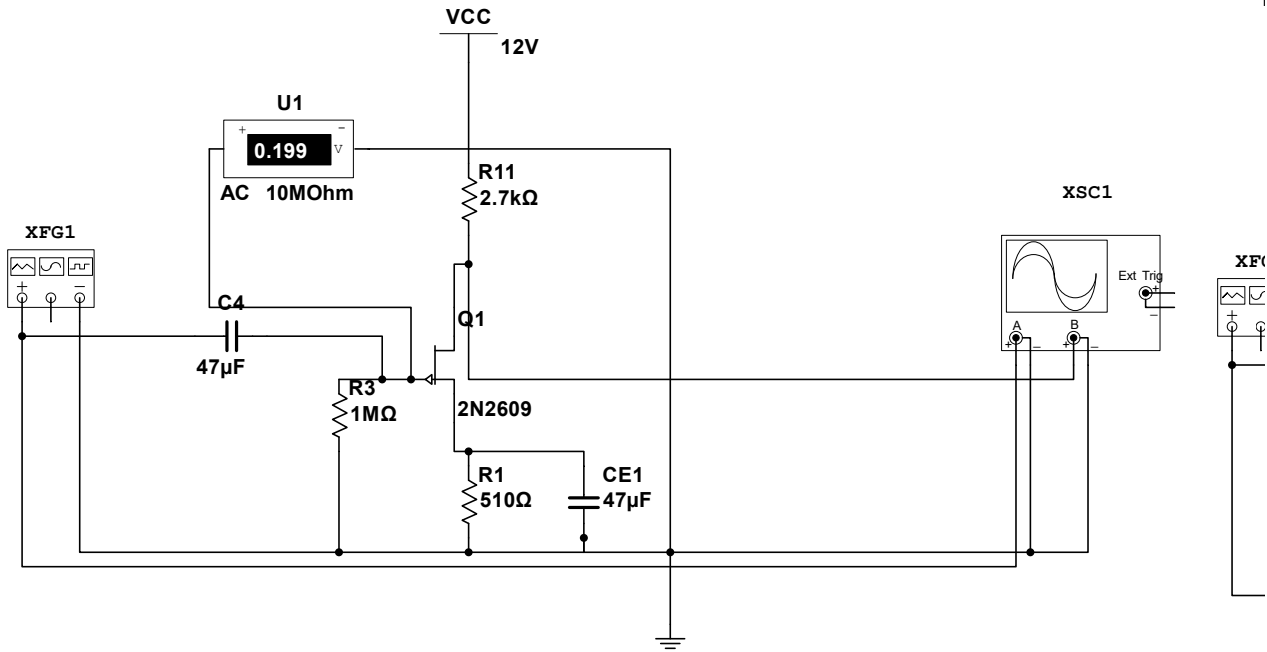 VCC
12V
U1
+ −
0.199 V
AC 10MOhm
R11
2.7kΩ
XSC1
XFG1
+ −
Ext Trig
+
−
A B
+ − + −
C4
47µF
Q1
R3
1MΩ
2N2609
R1
510Ω
CE1
47µF
+